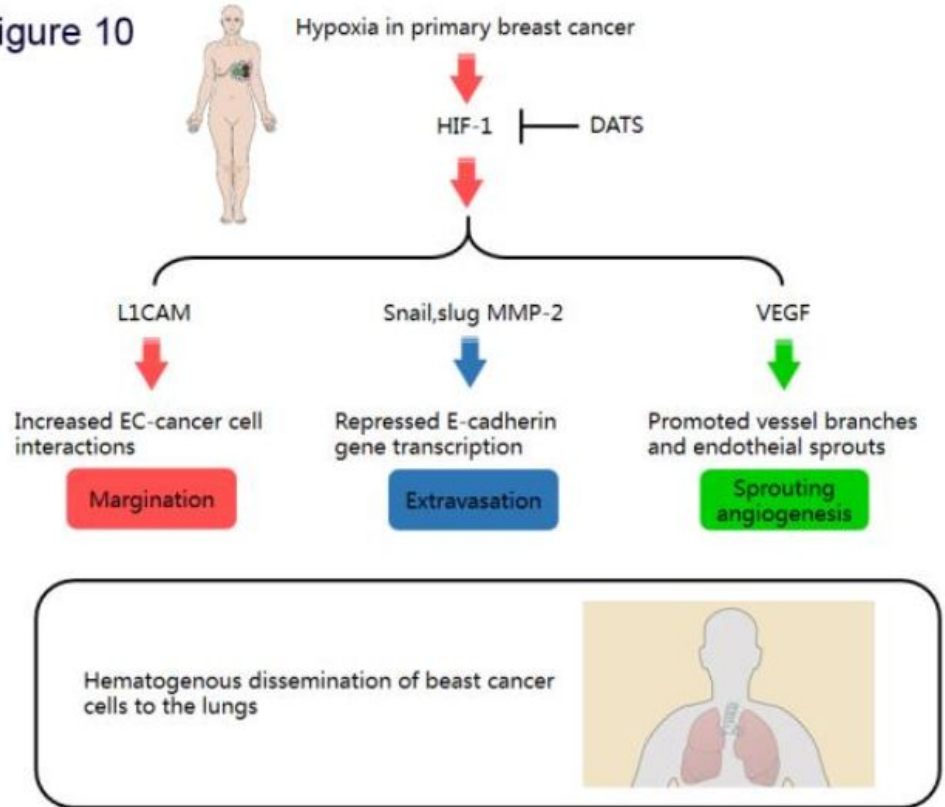 igure 10
Hypoxia in primary breast cancer
HIF-1
DATS
L1CAM
Snail,slug MMP-2
VEGF
Increased EC-cancer cell
interactions
Repressed E-cadherin
gene transcription
Promoted vessel branches
and endotheial sprouts
Margination
Extravasation
Sprouting
angiogenesis
Hematogenous dissemination of beast cancer
cells to the lungs